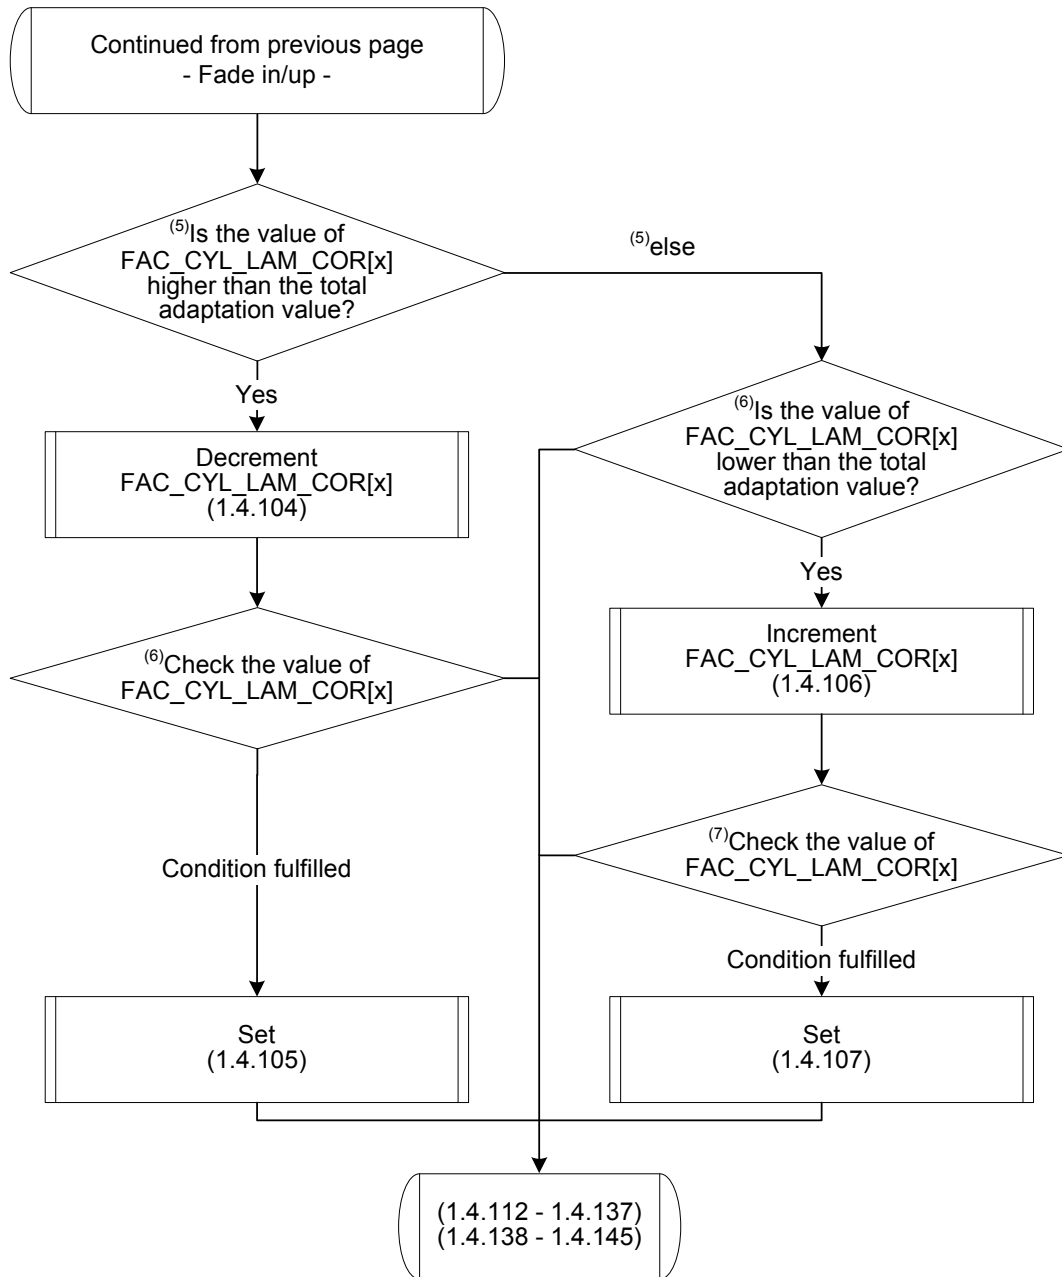 Continued from previous page
- Fade in/up -
(5)Is the value of
FAC_CYL_LAM_COR[x]
higher than the total
adaptation value?
(5)else
Yes
(6)Is the value of
FAC_CYL_LAM_COR[x]
lower than the total
adaptation value?
Decrement
FAC_CYL_LAM_COR[x]
(1.4.104)
Yes
Increment
FAC_CYL_LAM_COR[x]
(1.4.106)
(6)Check the value of
FAC_CYL_LAM_COR[x]
(7)Check the value of
FAC_CYL_LAM_COR[x]
Condition fulfilled
Condition fulfilled
Set
(1.4.105)
Set
(1.4.107)
(1.4.112 - 1.4.137)
(1.4.138 - 1.4.145)